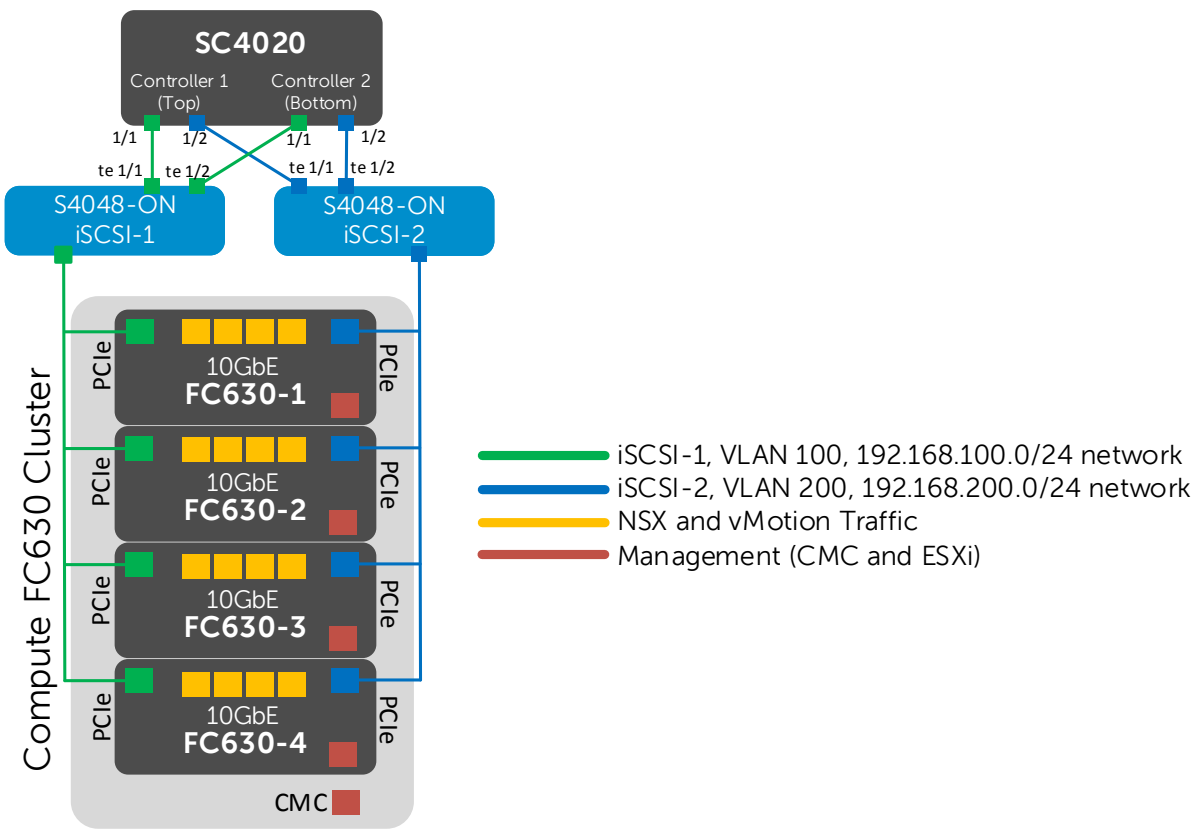 SC4020
Controller 1
(Top)
Controller 2
(Bottom)
1/1
1/2
1/1
1/2
te 1/1
te 1/2
te 1/1
te 1/2
S4048-ON
iSCSI-1
S4048-ON
iSCSI-2
Compute FC630 Cluster
PCIe
10GbE
FC630-1
PCIe
PCIe
10GbE
FC630-2
PCIe
PCIe
10GbE
FC630-3
PCIe
PCIe
10GbE
FC630-4
PCIe
CMC
iSCSI-1, VLAN 100, 192.168.100.0/24 network
iSCSI-2, VLAN 200, 192.168.200.0/24 network
NSX and vMotion Traffic
Management (CMC and ESXi)